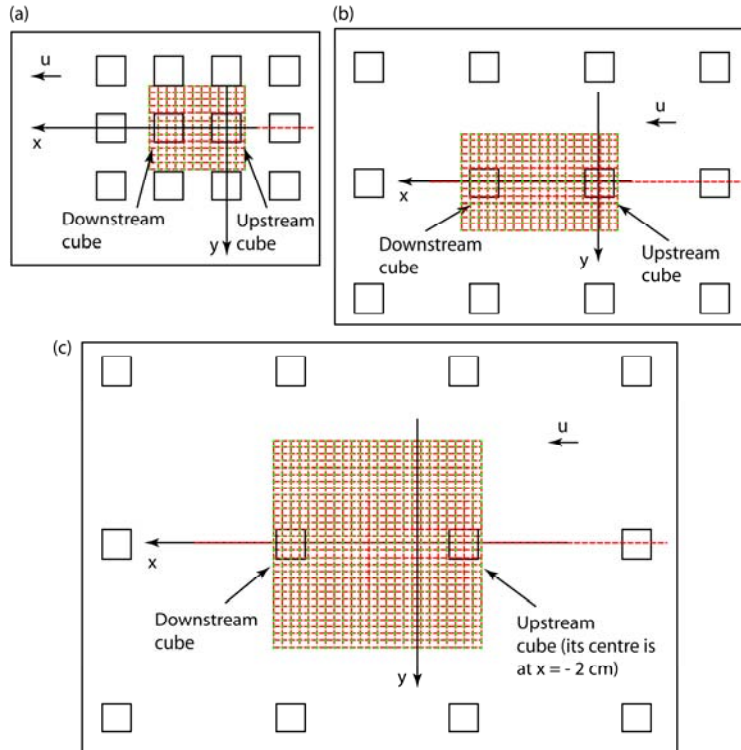 (a)
u
x
Downstream
cube
y
Upstream
cube
(b)
u
x
Downstream
cube
y
Upstream
cube
(c)
u
x
Downstream
cube
y
Upstream
cube (its centre is
at x = - 2 cm)